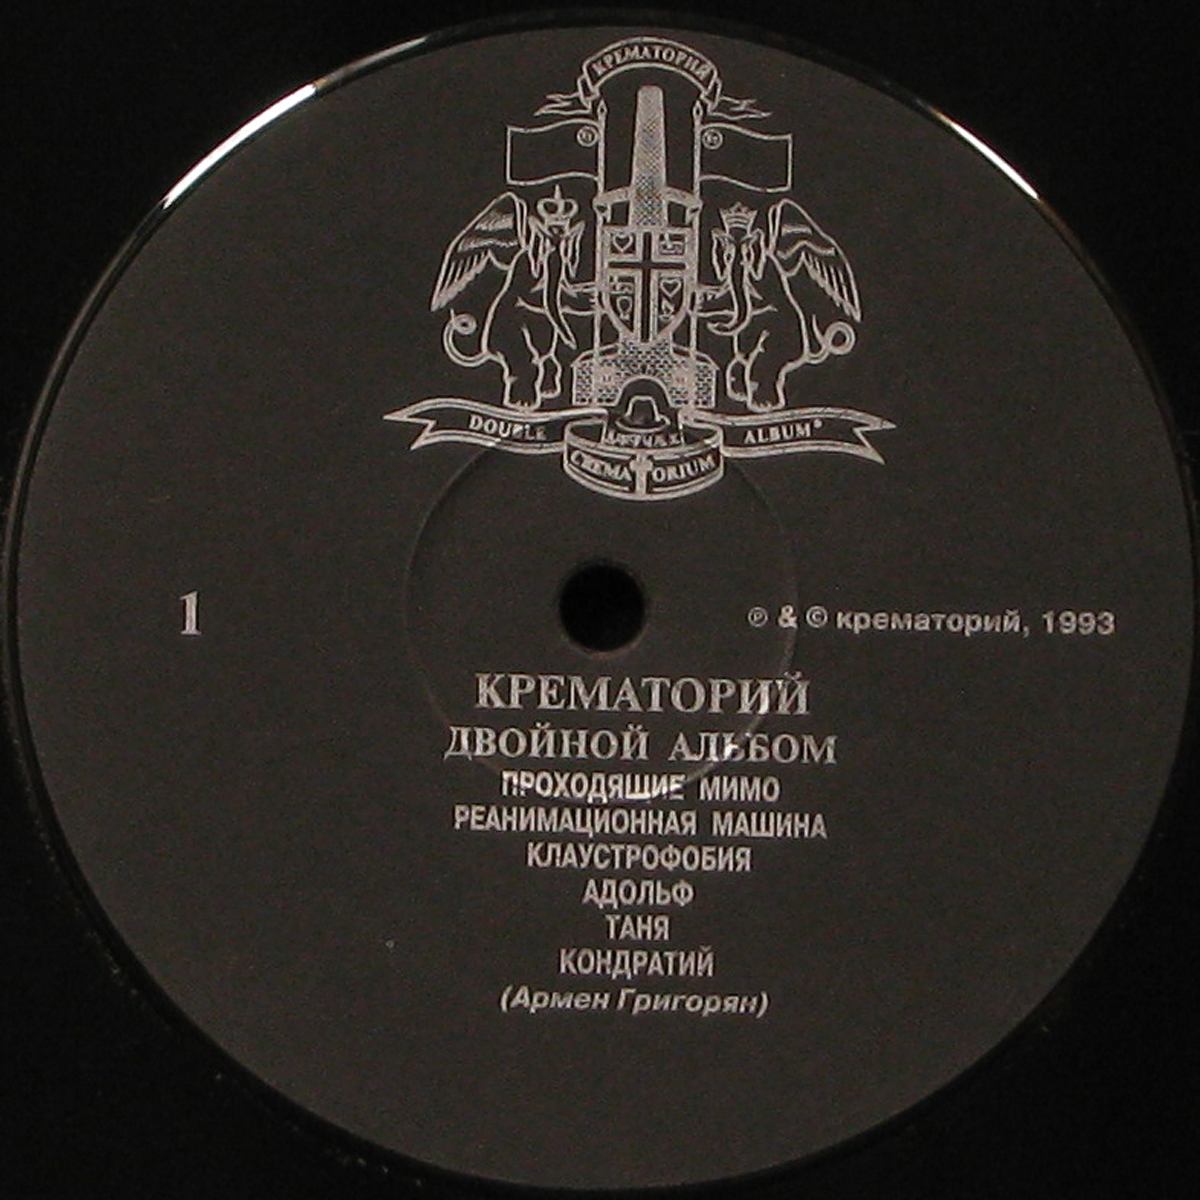 КРЕМАТОРИЙ
DOUBLE ALBUM®
CREMATORIUM
1
℗ & © крематорий, 1993
КРЕМАТОРИЙ
ДВОЙНОЙ АЛЬБОМ
ПРОХОДЯЩИЕ МИМО
РЕАНИМАЦИОННАЯ МАШИНА
КЛАУСТРОФОБИЯ
АДОЛЬФ
ТАНЯ
КОНДРАТИЙ
(Армен Григорян)